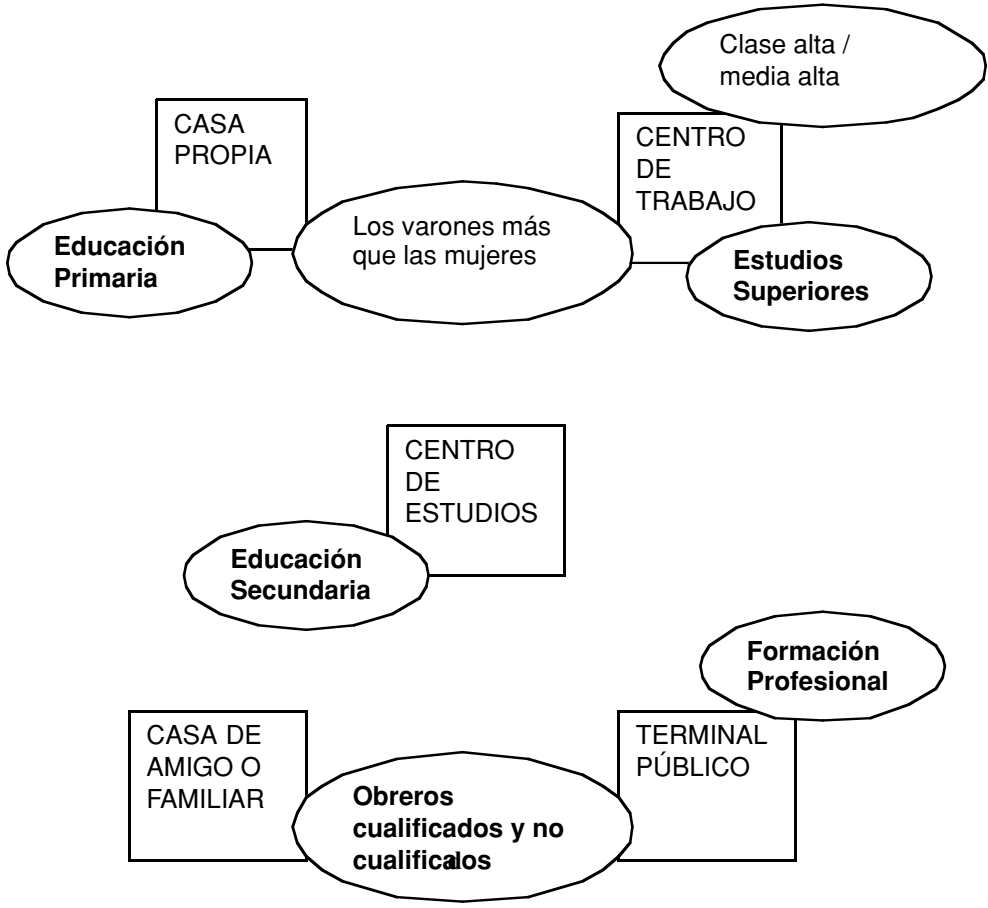 Clase alta /
media alta
CASA
PROPIA
CENTRO
DE
TRABAJO
Los varones más
que las mujeres
Educación
Primaria
Estudios
Superiores
CENTRO
DE
ESTUDIOS
Educación
Secundaria
Formación
Profesional
CASA DE
AMIGO O
FAMILIAR
TERMINAL
PÚBLICO
Obreros
cualificados y no
cualificados